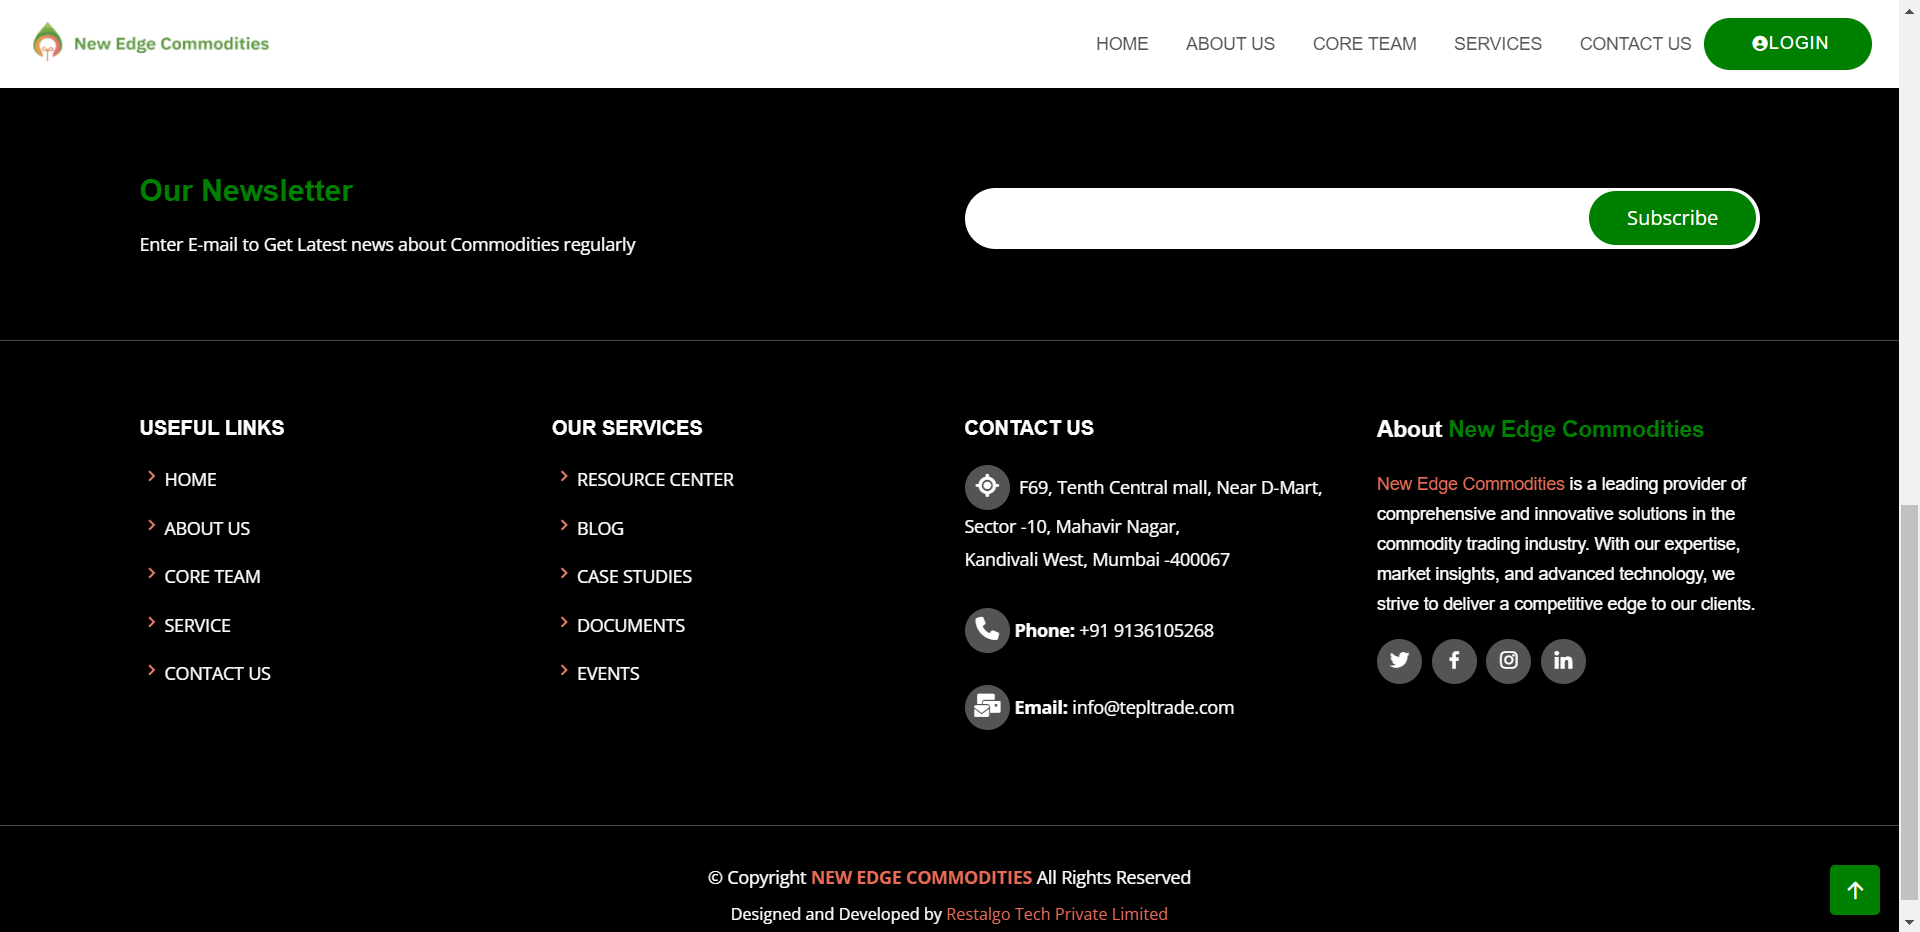 New Edge Commodities
HOME
ABOUT US
CORE TEAM
SERVICES
CONTACT US
LOGIN
Our Newsletter
Enter E-mail to Get Latest news about Commodities regularly
Subscribe
USEFUL LINKS
HOME
ABOUT US
CORE TEAM
SERVICE
CONTACT US
OUR SERVICES
RESOURCE CENTER
BLOG
CASE STUDIES
DOCUMENTS
EVENTS
CONTACT US
F69, Tenth Central mall, Near D-Mart,
Sector -10, Mahavir Nagar,
Kandivali West, Mumbai -400067
Phone: +91 9136105268
Email: info@tepltrade.com
About New Edge Commodities
New Edge Commodities is a leading provider of
comprehensive and innovative solutions in the
commodity trading industry. With our expertise,
market insights, and advanced technology, we
strive to deliver a competitive edge to our clients.
© Copyright NEW EDGE COMMODITIES All Rights Reserved
Designed and Developed by Restalgo Tech Private Limited